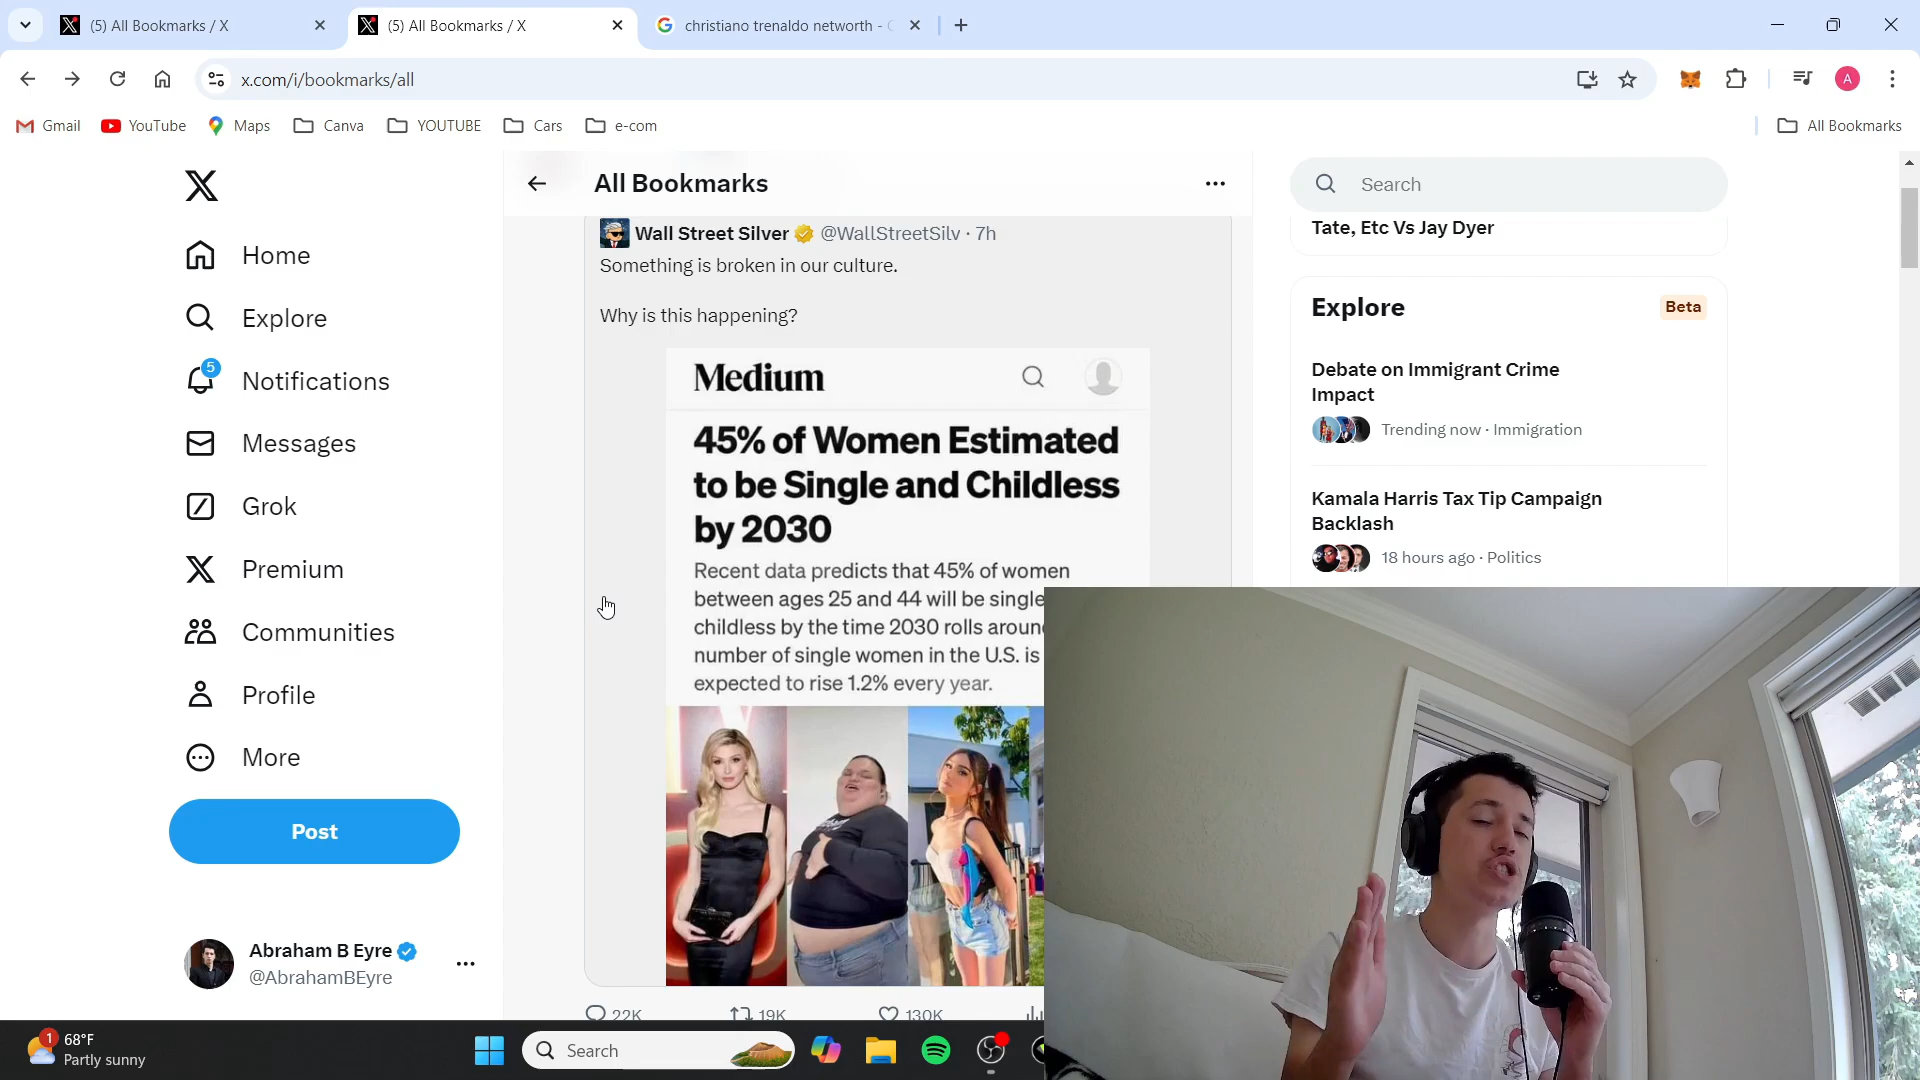 (5) All Bookmarks / X
(5) All Bookmarks / X
christiano trenaldo networth -
x.com/i/bookmarks/all
A
Gmail
YouTube
Maps
Canva
YOUTUBE
Cars
e-com
All Bookmarks
Home
Explore
5
Notifications
Messages
Grok
Premium
Communities
Profile
More
Post
Abraham B Eyre
@AbrahamBEyre
All Bookmarks
Wall Street Silver @WallStreetSilv · 7h
Something is broken in our culture.
Why is this happening?
Medium
45% of Women Estimated
to be Single and Childless
by 2030
Recent data predicts that 45% of women
between ages 25 and 44 will be single
childless by the time 2030 rolls aroun
number of single women in the U.S. is
expected to rise 1.2% every year.
22K
19K
130K
Search
Tate, Etc Vs Jay Dyer
Explore
Beta
Debate on Immigrant Crime
Impact
Trending now · Immigration
Kamala Harris Tax Tip Campaign
Backlash
18 hours ago · Politics
1
68°F
Partly sunny
Search